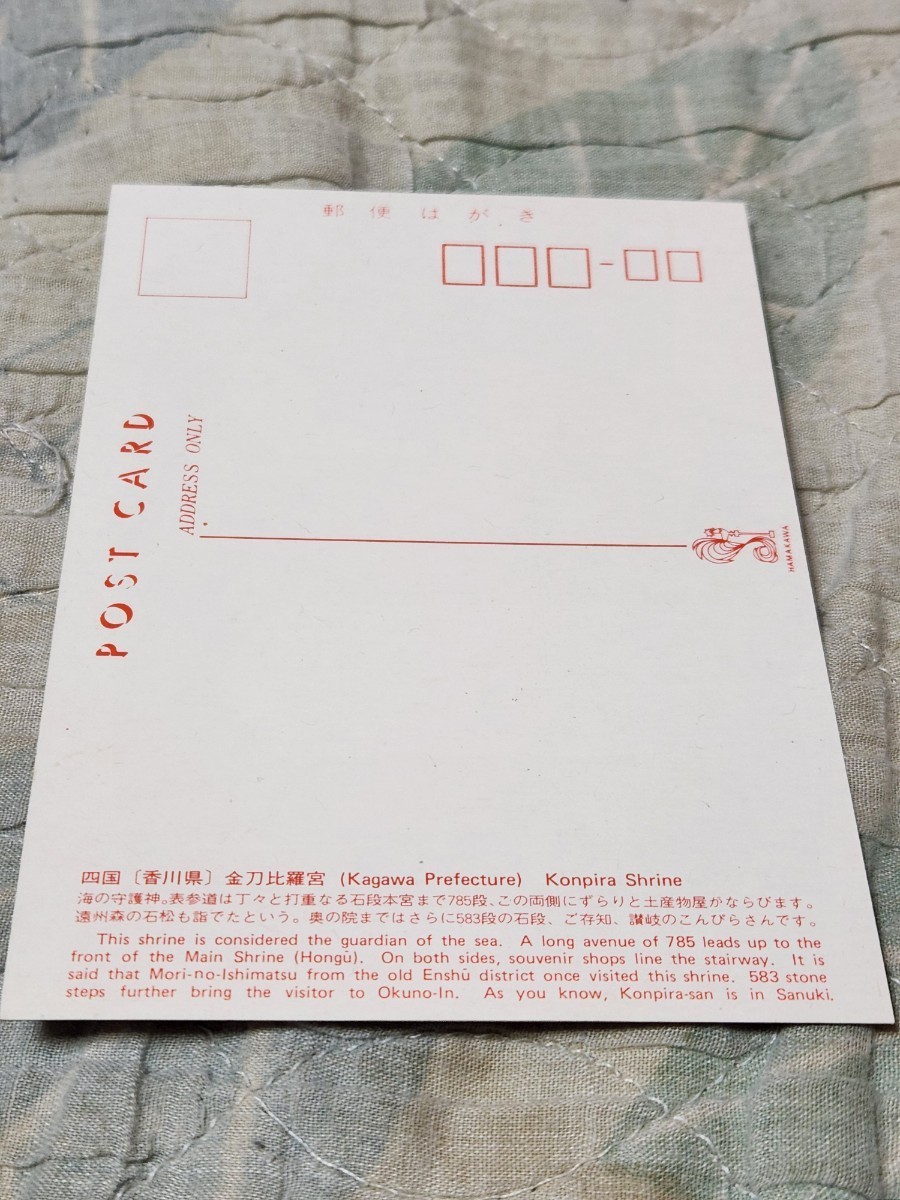 郵便はがき
POST CARD
ADDRESS ONLY
HAMAKAWA
四国〔香川県〕金刀比羅宮 (Kagawa Prefecture) Konpira Shrine
海の守護神。表参道は丁々と打重なる石段本宮まで785段、この両側にずらりと土産物屋がならびます。
遠州森の石松も詣でたという。奥の院まではさらに583段の石段、ご存知、讃岐のこんぴらさんです。
This shrine is considered the guardian of the sea. A long avenue of 785 leads up to the
front of the Main Shrine (Hongū). On both sides, souvenir shops line the stairway. It is
said that Mori-no-Ishimatsu from the old Enshū district once visited this shrine. 583 stone
steps further bring the visitor to Okuno-In. As you know, Konpira-san is in Sanuki.